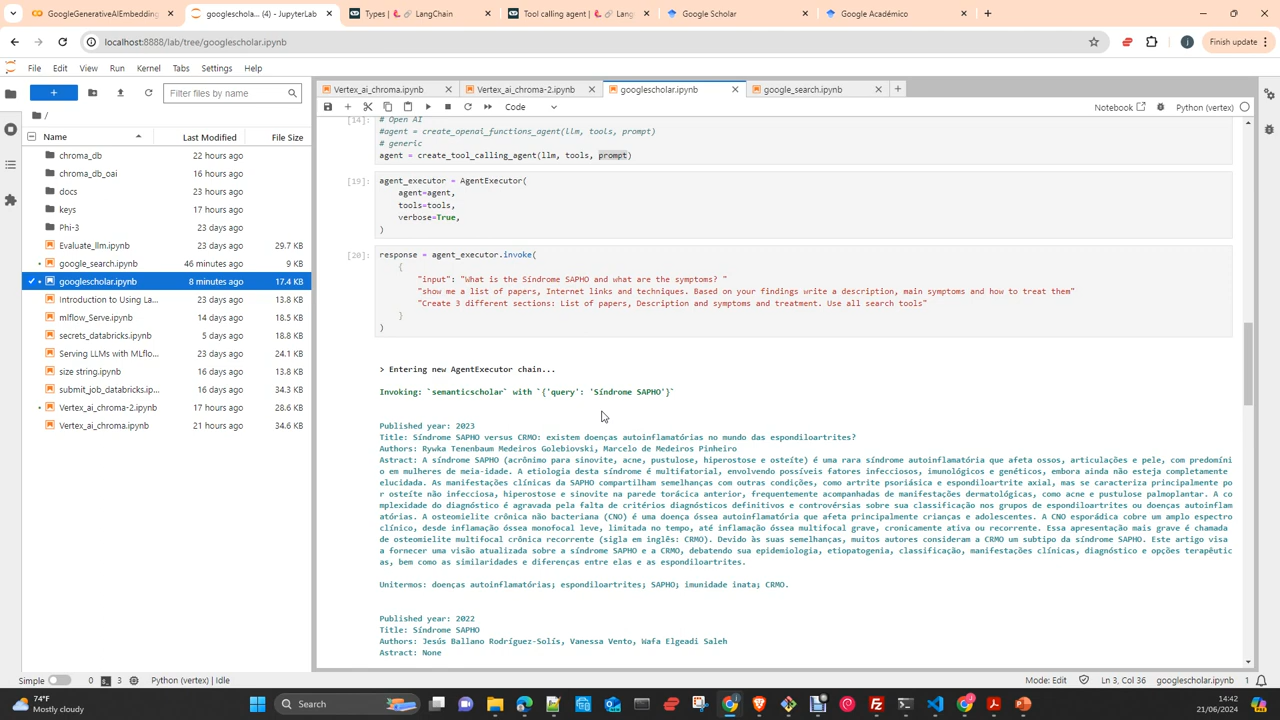 GoogleGenerativeAIEmbedding
googleschola... (4) - JupyterLab
Types | LangChain
Tool calling agent | Lang
Google Scholar
Google Académico
localhost:8888/lab/tree/googlescholar.ipynb
Finish update
File Edit View Run Kernel Tabs Settings Help
Filter files by name
/
Name Last Modified File Size
chroma_db 22 hours ago
chroma_db_oai 16 hours ago
docs 23 hours ago
keys 17 hours ago
Phi-3 23 days ago
Evaluate_llm.ipynb 23 days ago 29.7 KB
google_search.ipynb 46 minutes ago 9 KB
googlescholar.ipynb 8 minutes ago 17.4 KB
Introduction to Using La... 23 days ago 13.8 KB
mlflow_Serve.ipynb 14 days ago 18.5 KB
secrets_databricks.ipynb 5 days ago 18.8 KB
Serving LLMs with MLflo... 23 days ago 24.1 KB
size string.ipynb 16 days ago 13.8 KB
submit_job_databricks.ip... 16 days ago 34.3 KB
Vertex_ai_chroma-2.ipynb 17 hours ago 28.6 KB
Vertex_ai_chroma.ipynb 21 hours ago 34.6 KB
Vertex_ai_chroma.ipynb
Vertex_ai_chroma-2.ipynb
googlescholar.ipynb
google_search.ipynb
Code
Notebook
Python (vertex)
[14]:
# Open AI
#agent = create_openai_functions_agent(llm, tools, prompt)
# generic
agent = create_tool_calling_agent(llm, tools, prompt)
[19]:
agent_executor = AgentExecutor(
agent=agent,
tools=tools,
verbose=True,
)
[20]:
response = agent_executor.invoke(
{
"input": "What is the Síndrome SAPHO and what are the symptoms? "
"show me a list of papers, Internet links and techniques. Based on your findings write a description, main symptoms and how to treat them"
"Create 3 different sections: List of papers, Description and symptoms and treatment. Use all search tools"
}
)
> Entering new AgentExecutor chain...
Invoking: `semanticscholar` with `{'query': 'Síndrome SAPHO'}`
Published year: 2023
Title: Síndrome SAPHO versus CRMO: existem doenças autoinflamatórias no mundo das espondiloartrites?
Authors: Rywka Tenenbaum Medeiros Golebiovski, Marcelo de Medeiros Pinheiro
Astract: A síndrome SAPHO (acrônimo para sinovite, acne, pustulose, hiperostose e osteíte) é uma rara síndrome autoinflamatória que afeta ossos, articulações e pele, com predomíni
o em mulheres de meia-idade. A etiologia desta síndrome é multifatorial, envolvendo possíveis fatores infecciosos, imunológicos e genéticos, embora ainda não esteja completamente
elucidada. As manifestações clínicas da SAPHO compartilham semelhanças com outras condições, como artrite psoriásica e espondiloartrite axial, mas se caracteriza principalmente po
r osteíte não infecciosa, hiperostose e sinovite na parede torácica anterior, frequentemente acompanhadas de manifestações dermatológicas, como acne e pustulose palmoplantar. A co
mplexidade do diagnóstico é agravada pela falta de critérios diagnósticos definitivos e controvérsias sobre sua classificação nos grupos de espondiloartrites ou doenças autoinflam
atórias. A osteomielite crônica não bacteriana (CNO) é uma doença óssea autoinflamatória que afeta principalmente crianças e adolescentes. A CNO esporádica cobre um amplo espectro
clínico, desde inflamação óssea monofocal leve, limitada no tempo, até inflamação óssea multifocal grave, cronicamente ativa ou recorrente. Essa apresentação mais grave é chamada
de osteomielite multifocal crônica recorrente (sigla em inglês: CRMO). Devido às suas semelhanças, muitos autores consideram a CRMO um subtipo da síndrome SAPHO. Este artigo visa
a fornecer uma visão atualizada sobre a síndrome SAPHO e a CRMO, debatendo sua epidemiologia, etiopatogenia, classificação, manifestações clínicas, diagnóstico e opções terapêutic
as, bem como as similaridades e diferenças entre elas e as espondiloartrites.
Unitermos: doenças autoinflamatórias; espondiloartrites; SAPHO; imunidade inata; CRMO.
Published year: 2022
Title: Síndrome SAPHO
Authors: Jesús Ballano Rodríguez-Solís, Vanessa Vento, Wafa Elgeadi Saleh
Astract: None
Simple 0 3 Python (vertex) | Idle
Mode: Edit Ln 3, Col 36 googlescholar.ipynb 1
74°F
Mostly cloudy
Search
14:42
21/06/2024